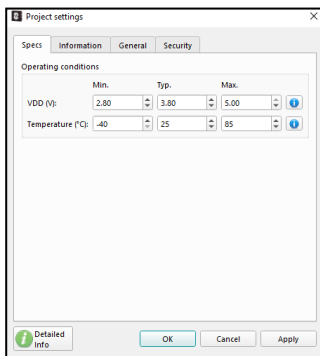 Project settings
Specs Information General Security
Operating conditions
Min. Typ. Max.
VDD (V): 2.80 3.80 5.00
Temperature (°C): -40 25 85
Detailed
Info
OK Cancel Apply